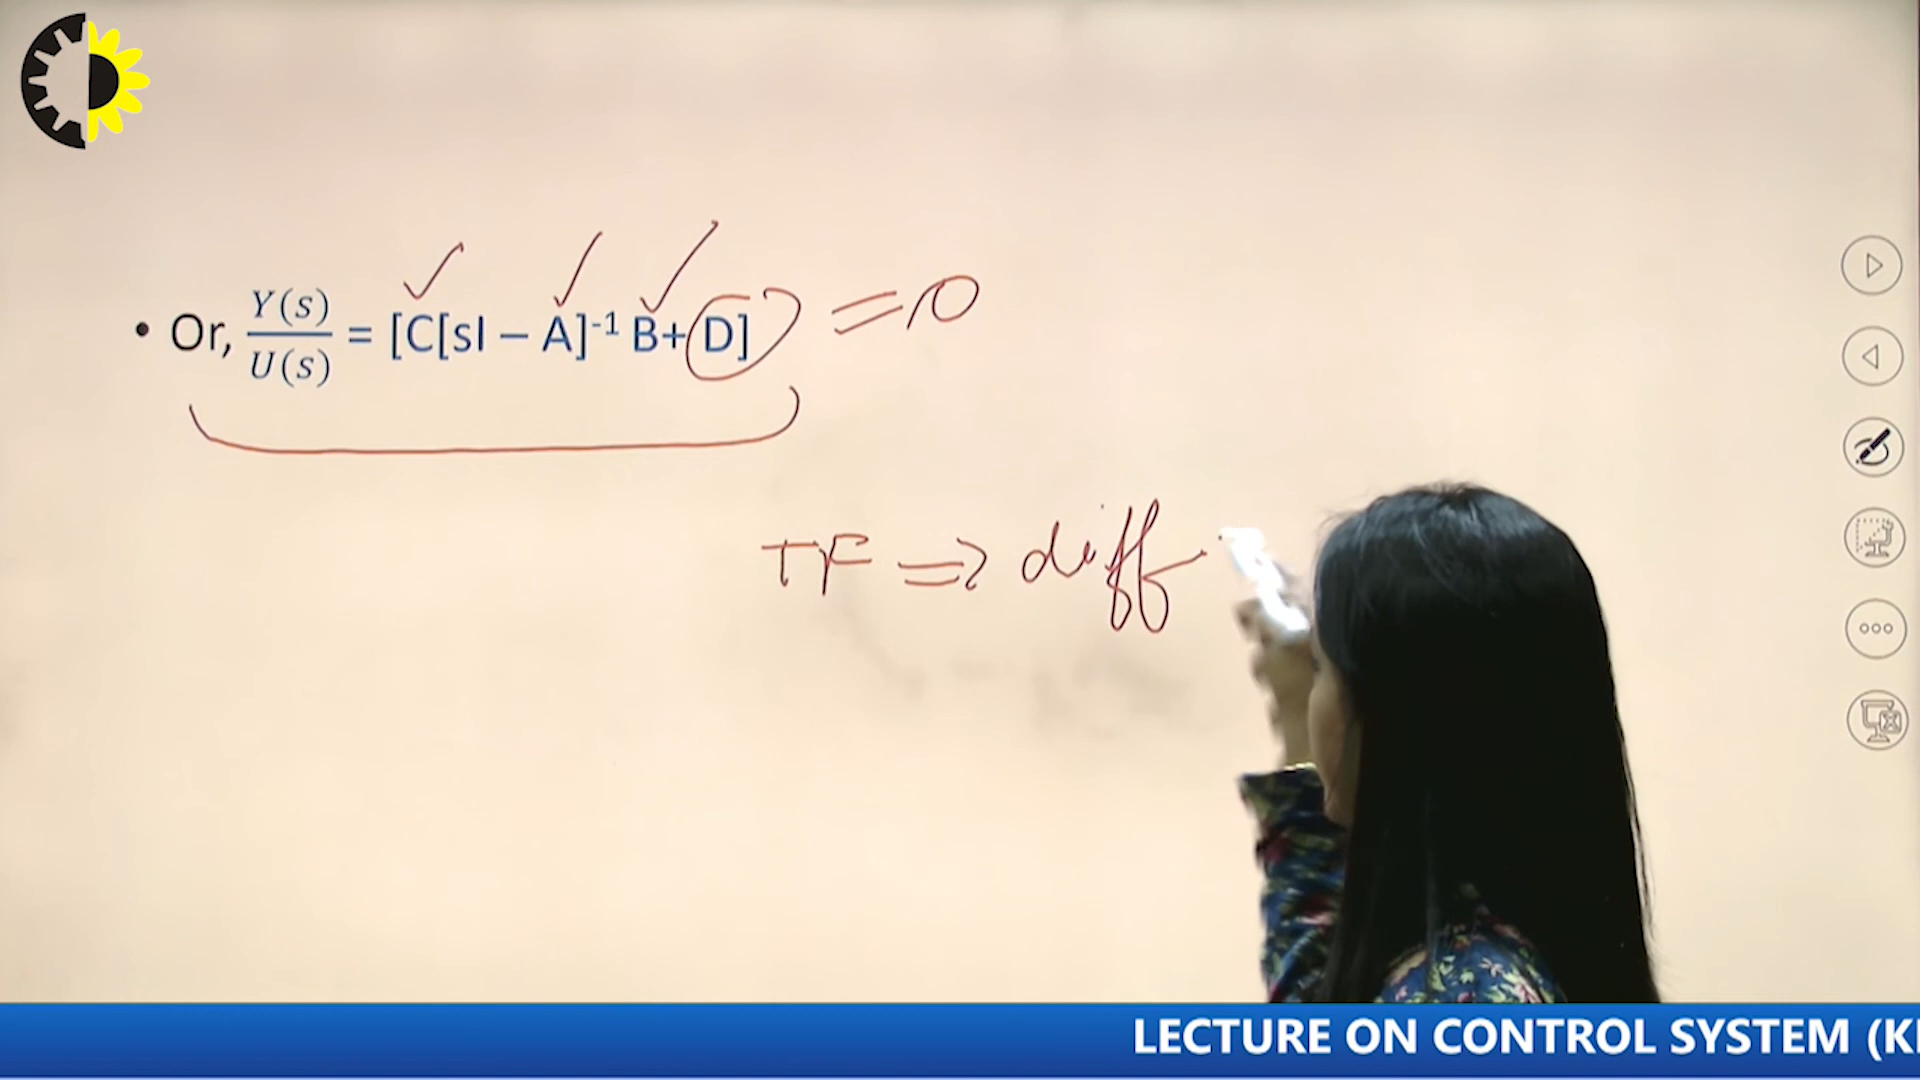 • Or, Y(s)/U(s) = [C[sI – A]⁻¹ B+ D] = 0
TF ⇒ diff
LECTURE ON CONTROL SYSTEM (K